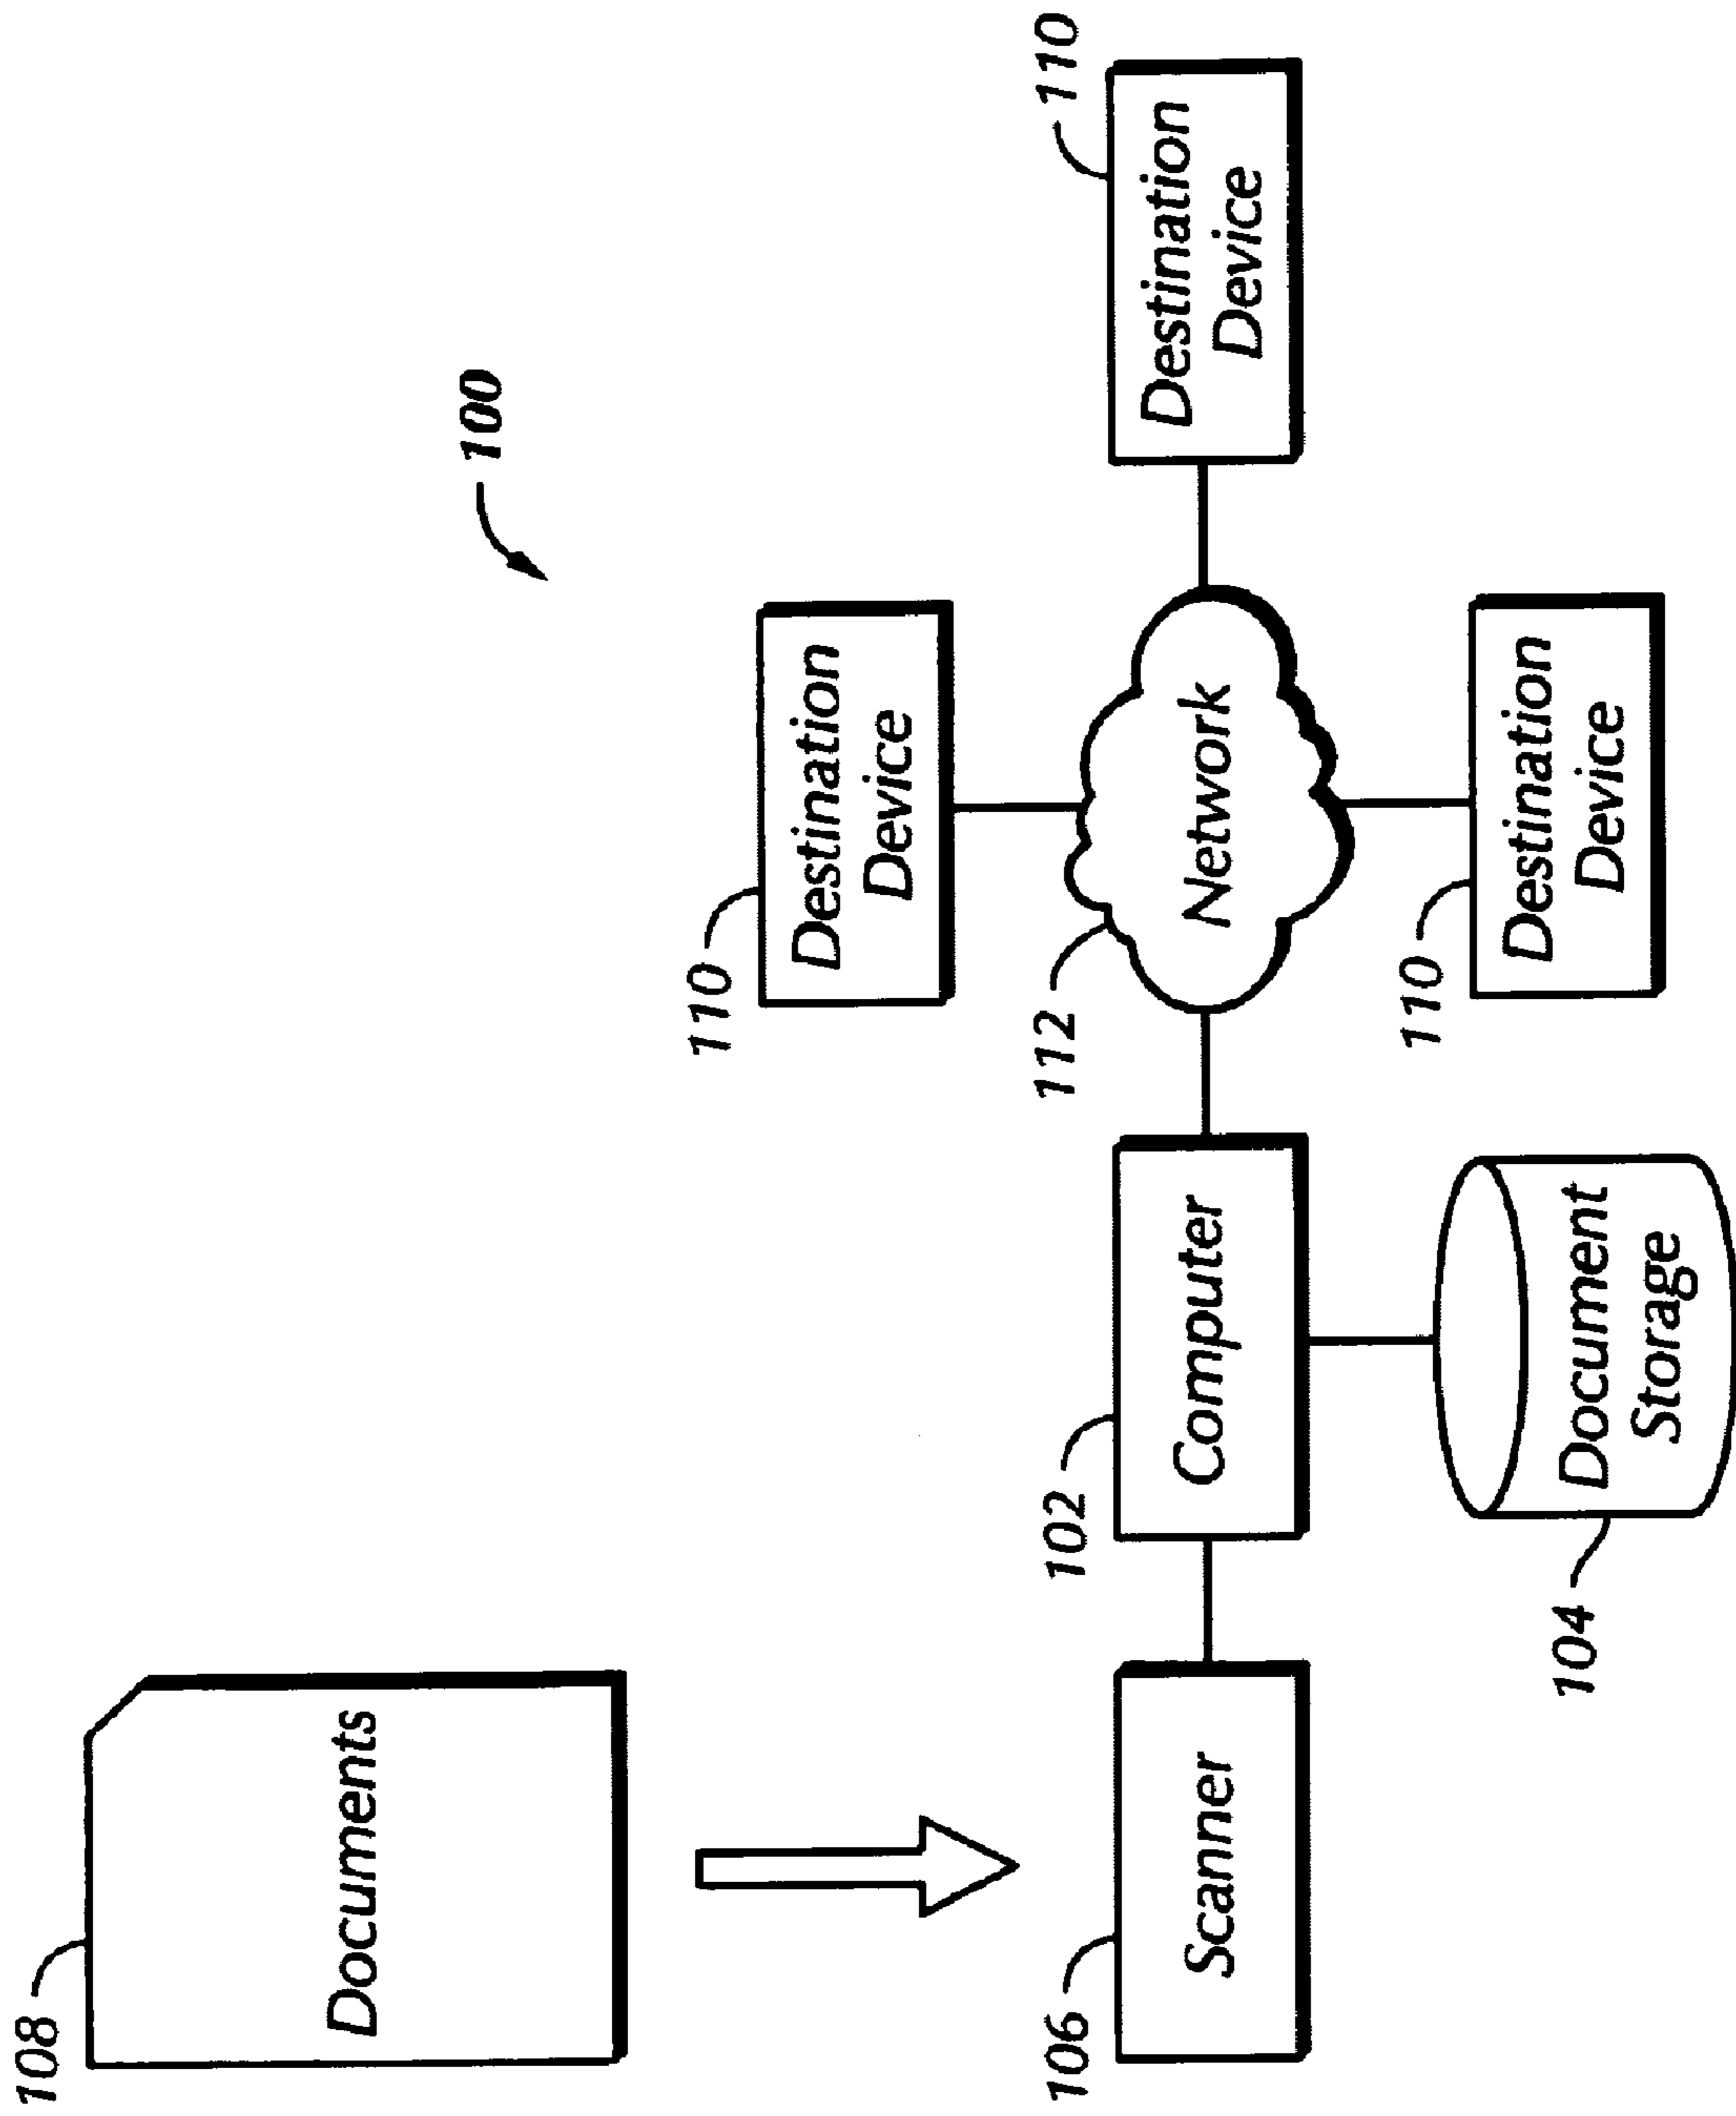 108
Documents
100
110
Destination
Device
106
Scanner
102
Computer
112
Network
110
Destination
Device
104
Document
Storage
110
Destination
Device